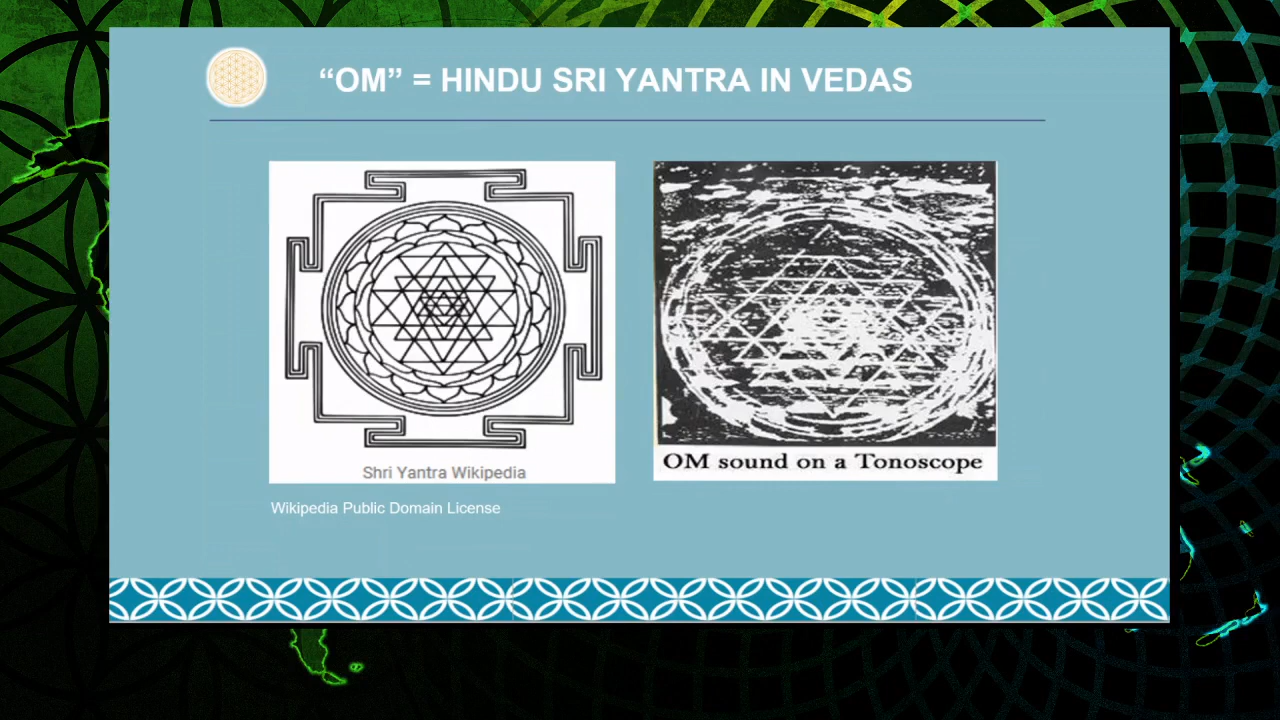 “OM” = HINDU SRI YANTRA IN VEDAS
Shri Yantra Wikipedia
OM sound on a Tonoscope
Wikipedia Public Domain License